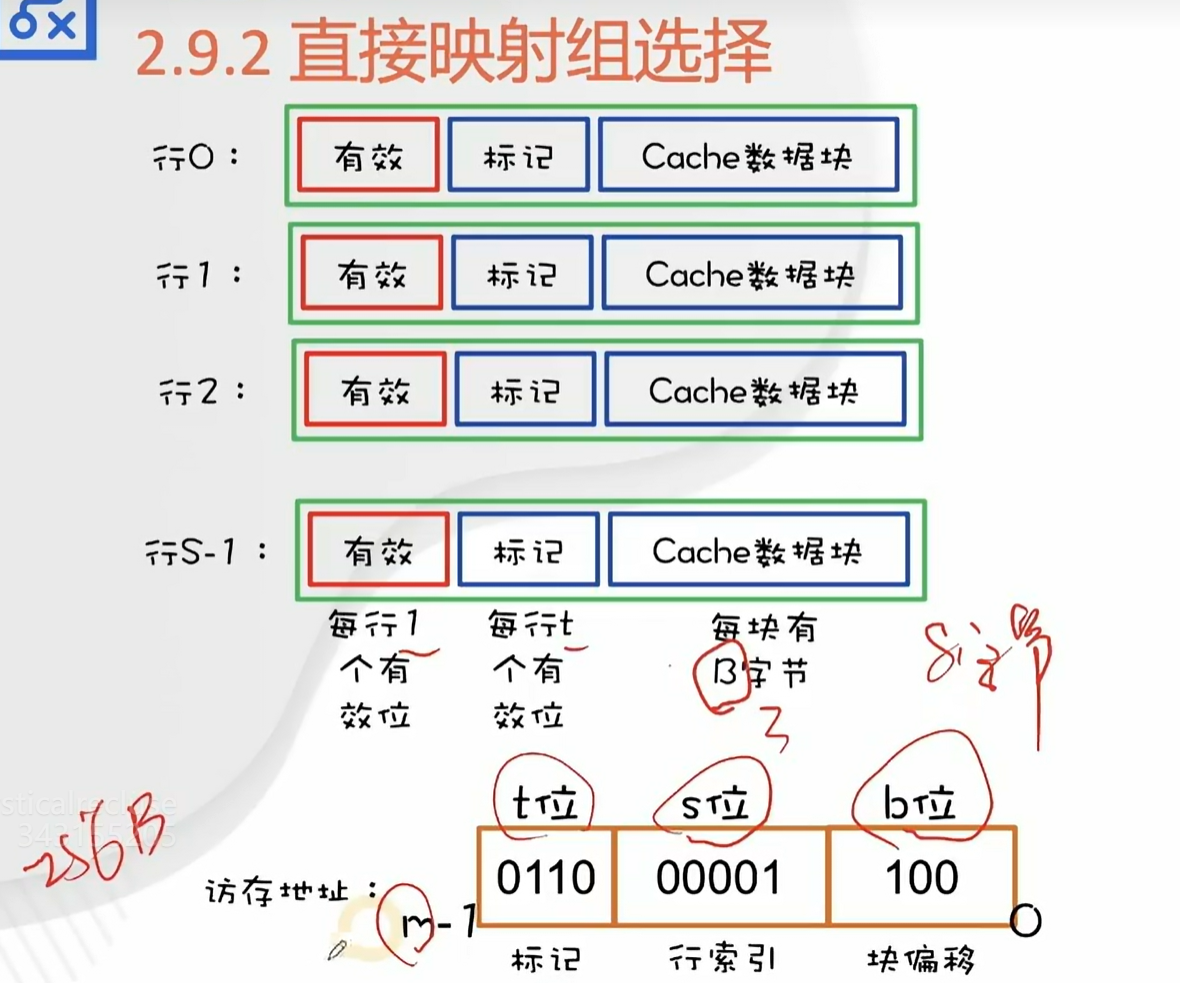 2.9.2 直接映射组选择
行0： 有效 标记 Cache数据块
行1： 有效 标记 Cache数据块
行2： 有效 标记 Cache数据块
行S-1： 有效 标记 Cache数据块
每行1 每行t 每块有
个有 个有 B字节
效位 效位
3
8个字节
t位 s位 b位
256B
访存地址： 0110 00001 100
m-1 0
标记 行索引 块偏移